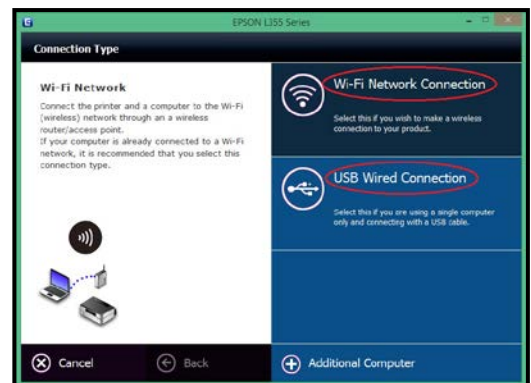 EPSON L355 Series
Connection Type
Wi-Fi Network
Connect the printer and a computer to the Wi-Fi
(wireless) network through an a wireless
router/access point.
If your computer is already connected to a Wi-Fi
network, it is recommended that you select this
connection type.
Wi-Fi Network Connection
Select this if you wish to make a wireless
connection to your product.
USB Wired Connection
Select this if you are using a single computer
only and connecting with a USB cable.
Cancel
Back
Additional Computer